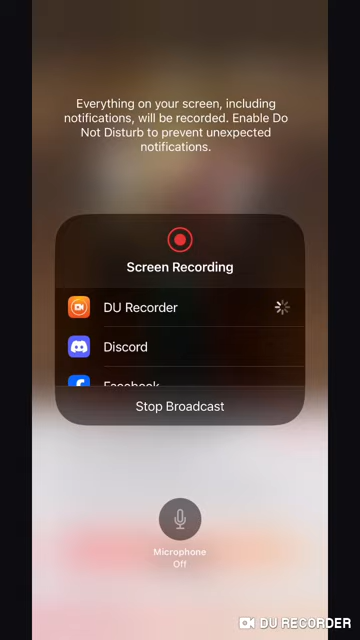 Everything on your screen, including
notifications, will be recorded. Enable Do
Not Disturb to prevent unexpected
notifications.
Screen Recording
DU Recorder
Discord
Facebook
Stop Broadcast
Microphone
Off
DU RECORDER